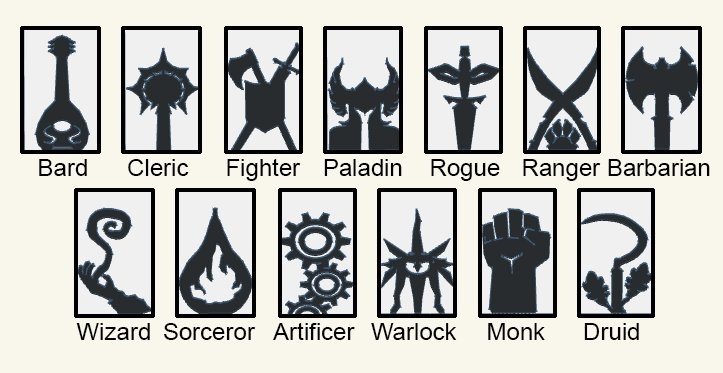 Bard Cleric Fighter Paladin Rogue Ranger Barbarian
Wizard Sorceror Artificer Warlock Monk Druid